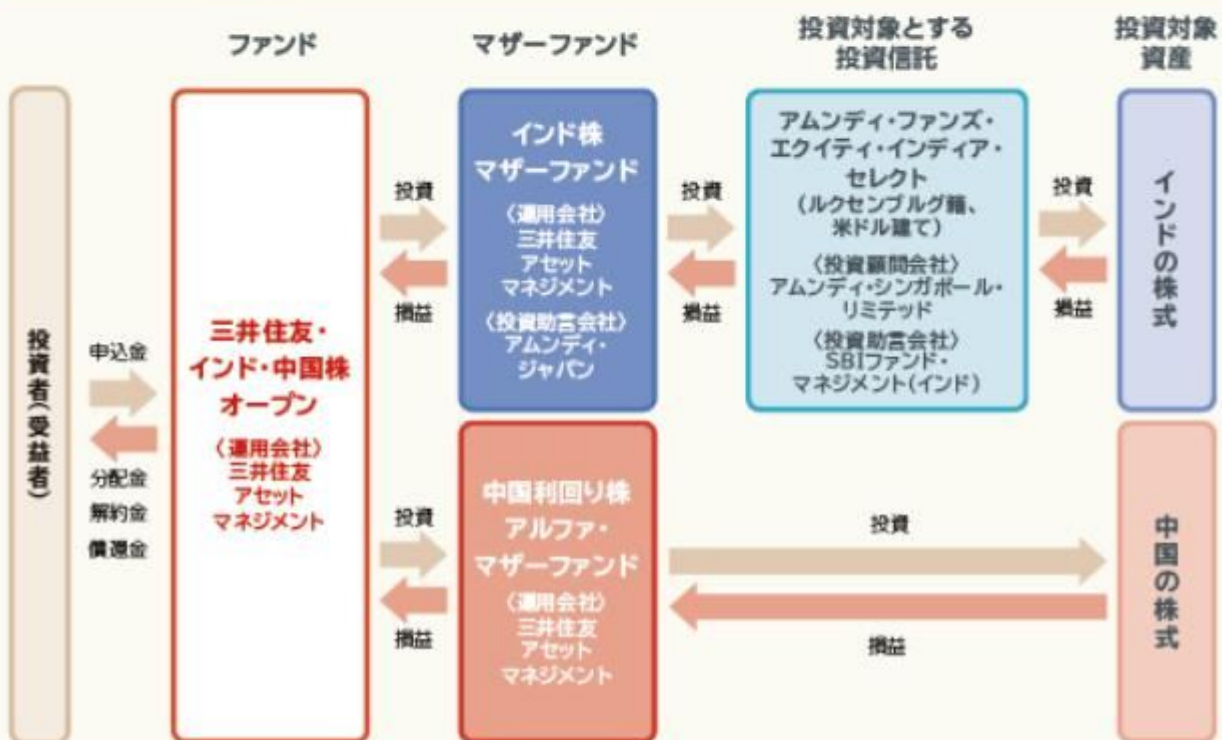 ファンド
マザーファンド
投資対象とする
投資信託
投資対象
資産
投資者(受益者)
申込金
分配金
解約金
償還金
三井住友・
インド・中国株
オープン
〈運用会社〉
三井住友
アセット
マネジメント
投資
損益
インド株
マザーファンド
〈運用会社〉
三井住友
アセット
マネジメント
〈投資助言会社〉
アムンディ・
ジャパン
投資
損益
アムンディ・ファンズ・
エクイティ・インディア・
セレクト
(ルクセンブルグ籍、
米ドル建て)
〈投資顧問会社〉
アムンディ・シンガポール・
リミテッド
〈投資助言会社〉
SBIファンド・
マネジメント(インド)
投資
損益
インドの株式
投資
損益
中国利回り株
アルファ・
マザーファンド
〈運用会社〉
三井住友
アセット
マネジメント
投資
損益
中国の株式